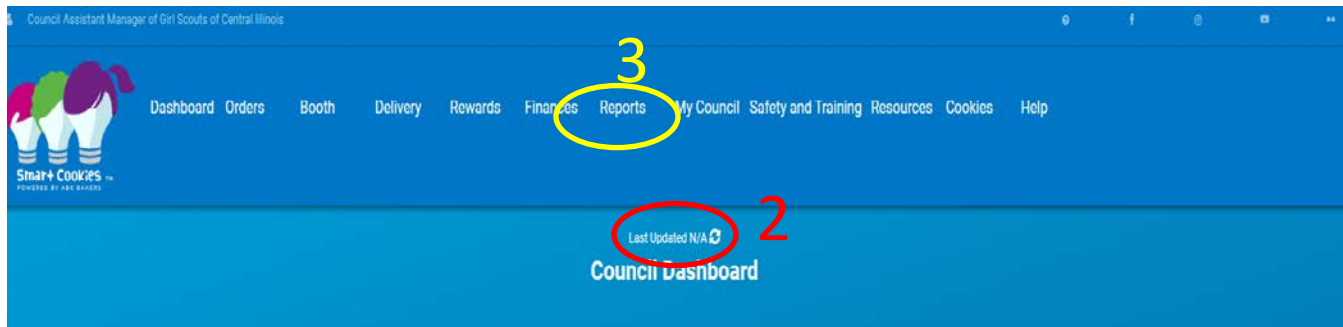 Council Assistant Manager of Girl Scouts of Central Illinois
3
Dashboard Orders Booth Delivery Rewards Finances Reports My Council Safety and Training Resources Cookies Help
Smart Cookies TM
POWERED BY ABC BAKERS
Last Updated N/A
2
Council Dashboard